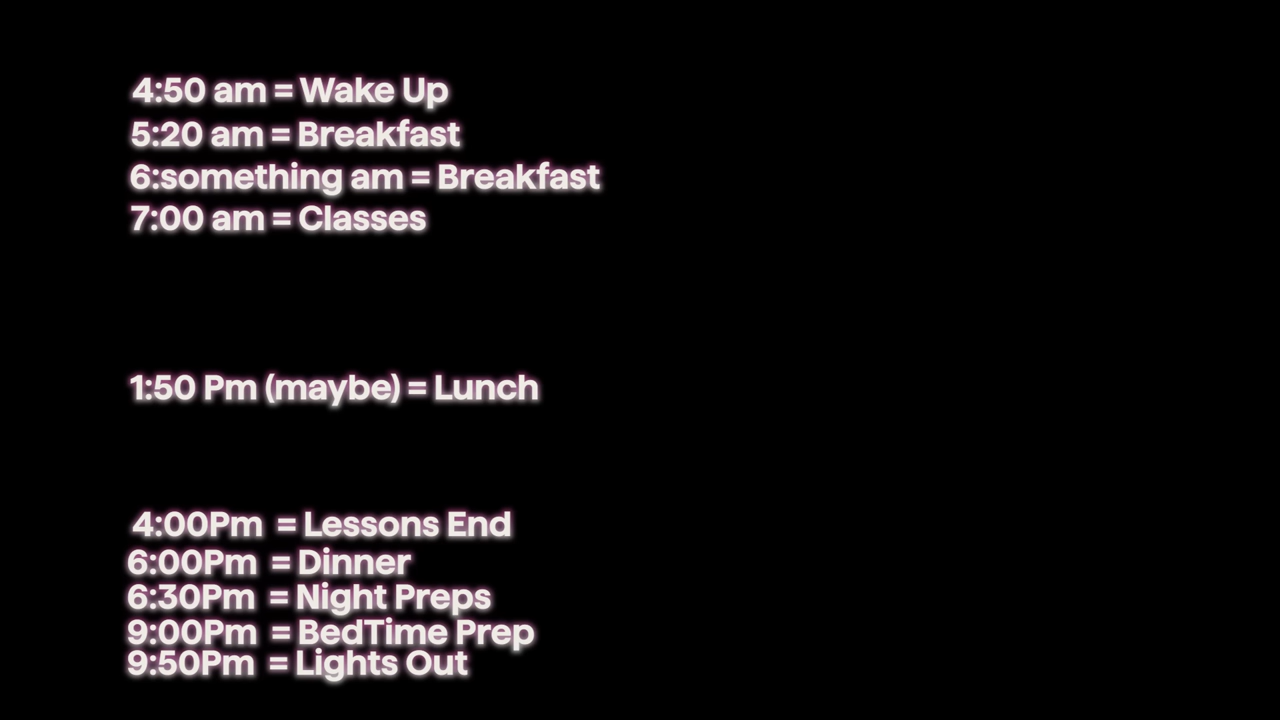 4:50 am = Wake Up
5:20 am = Breakfast
6:something am = Breakfast
7:00 am = Classes
1:50 Pm (maybe) = Lunch
4:00Pm = Lessons End
6:00Pm = Dinner
6:30Pm = Night Preps
9:00Pm = BedTime Prep
9:50Pm = Lights Out